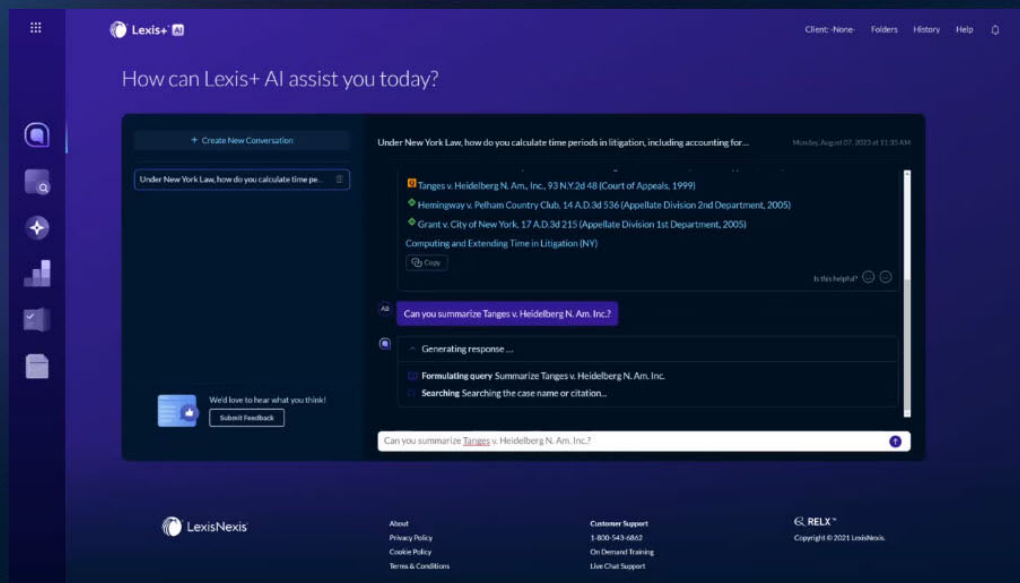 Lexis+ AI
Client: -None- Folders History Help
How can Lexis+ AI assist you today?
+ Create New Conversation
Under New York Law, how do you calculate time pe...
We'd love to hear what you think!
Submit Feedback
Under New York Law, how do you calculate time periods in litigation, including accounting for...
Monday, August 07, 2023 at 11:35 AM
Tanges v. Heidelberg N. Am., Inc., 93 N.Y.2d 48 (Court of Appeals, 1999)
Hemingway v. Pelham Country Club, 14 A.D.3d 536 (Appellate Division 2nd Department, 2005)
Grant v. City of New York, 17 A.D.3d 215 (Appellate Division 1st Department, 2005)
Computing and Extending Time in Litigation (NY)
Copy
Is this helpful?
Can you summarize Tanges v. Heidelberg N. Am. Inc.?
Generating response ...
Formulating query Summarize Tanges v. Heidelberg N. Am. Inc.
Searching Searching the case name or citation...
Can you summarize Tanges v. Heidelberg N. Am. Inc.?
LexisNexis
About
Privacy Policy
Cookie Policy
Terms & Conditions
Customer Support
1-800-543-6862
On Demand Training
Live Chat Support
RELX™
Copyright © 2021 LexisNexis.